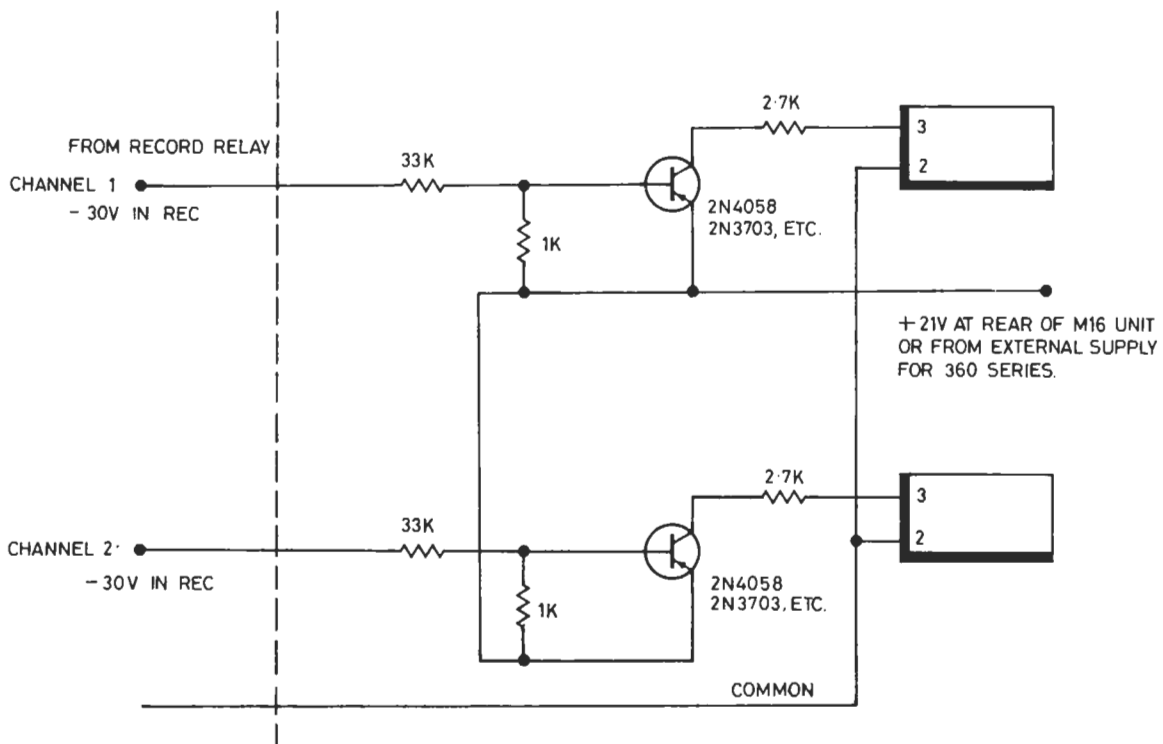 2·7K
3
2
FROM RECORD RELAY
33K
CHANNEL 1
- 30V IN REC
2N4058
2N3703, ETC.
1K
+21V AT REAR OF M16 UNIT
OR FROM EXTERNAL SUPPLY
FOR 360 SERIES.
2·7K
3
2
33K
CHANNEL 2·
-30V IN REC
2N4058
2N3703, ETC.
1K
COMMON